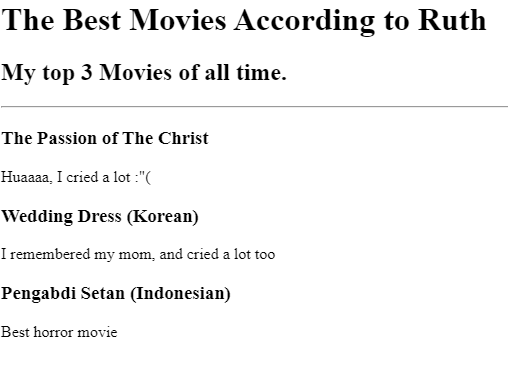 The Best Movies According to Ruth
My top 3 Movies of all time.
The Passion of The Christ
Huaaaa, I cried a lot :"(
Wedding Dress (Korean)
I remembered my mom, and cried a lot too
Pengabdi Setan (Indonesian)
Best horror movie